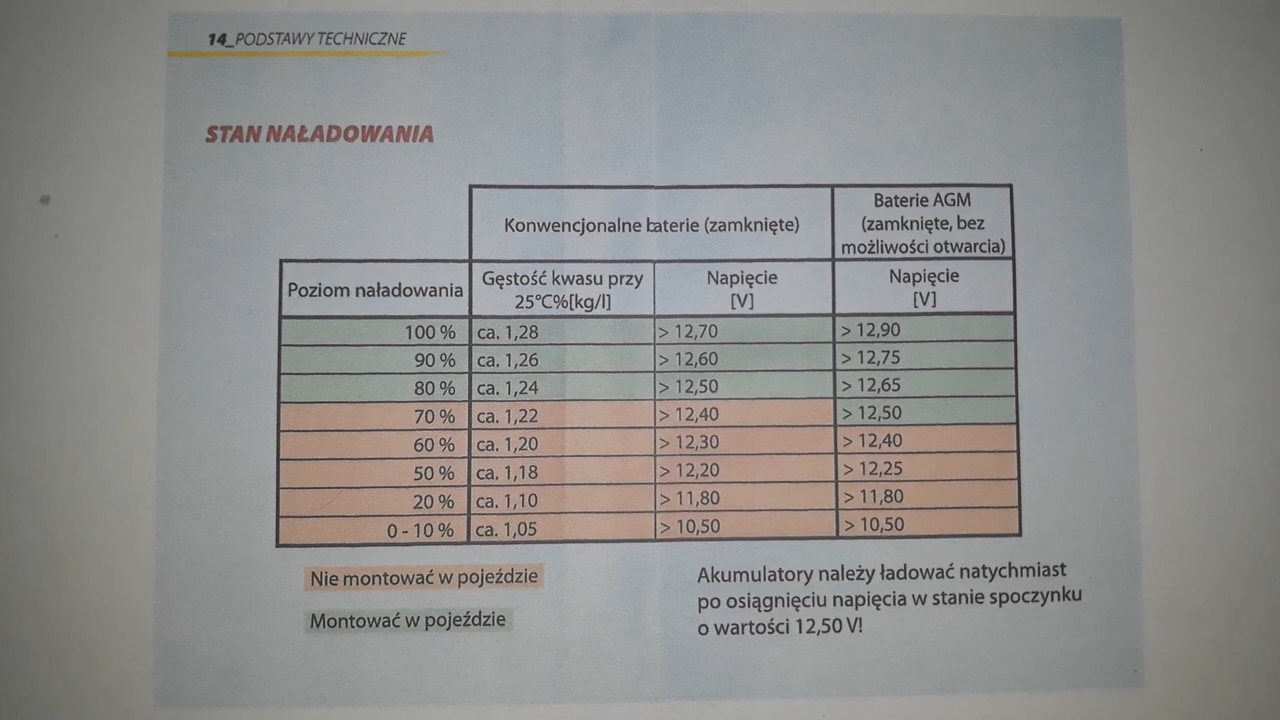 14_PODSTAWY TECHNICZNE
STAN NAŁADOWANIA
Konwencjonalne baterie (zamknięte)
Baterie AGM
(zamknięte, bez
możliwości otwarcia)
Poziom naładowania
Gęstość kwasu przy
25°C%[kg/l]
Napięcie
[V]
Napięcie
[V]
100 % ca. 1,28 > 12,70 > 12,90
90 % ca. 1,26 > 12,60 > 12,75
80 % ca. 1,24 > 12,50 > 12,65
70 % ca. 1,22 > 12,40 > 12,50
60 % ca. 1,20 > 12,30 > 12,40
50 % ca. 1,18 > 12,20 > 12,25
20 % ca. 1,10 > 11,80 > 11,80
0 - 10 % ca. 1,05 > 10,50 > 10,50
Nie montować w pojeździe
Montować w pojeździe
Akumulatory należy ładować natychmiast
po osiągnięciu napięcia w stanie spoczynku
o wartości 12,50 V!